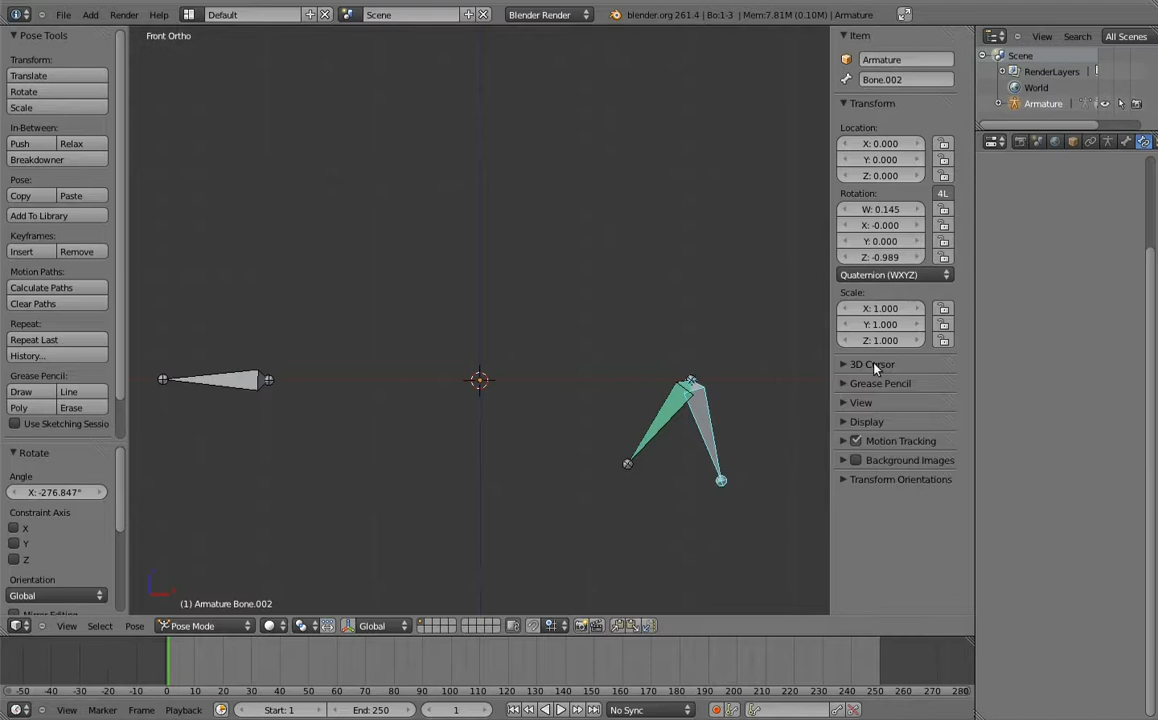 File Add Render Help Default Scene Blender Render blender.org 261.4 | Bo:1-3 | Mem:7.81M (0.10M) | Armature
Pose Tools
Transform:
Translate
Rotate
Scale
In-Between:
Push Relax
Breakdowner
Pose:
Copy Paste
Add To Library
Keyframes:
Insert Remove
Motion Paths:
Calculate Paths
Clear Paths
Repeat:
Repeat Last
History...
Grease Pencil:
Draw Line
Poly Erase
Use Sketching Sessio
Rotate
Angle
X: -276.847°
Constraint Axis
X
Y
Z
Orientation
Global
Front Ortho
(1) Armature Bone.002
Item
Armature
Bone.002
Transform
Location:
X: 0.000
Y: 0.000
Z: 0.000
Rotation: 4L
W: 0.145
X: -0.000
Y: 0.000
Z: -0.989
Quaternion (WXYZ)
Scale:
X: 1.000
Y: 1.000
Z: 1.000
3D Cursor
Grease Pencil
View
Display
Motion Tracking
Background Images
Transform Orientations
View Search All Scenes
Scene
RenderLayers
World
Armature
View Select Pose Pose Mode Global
-50 -40 -30 -20 -10 0 10 20 30 40 50 60 70 80 90 100 110 120 130 140 150 160 170 180 190 200 210 220 230 240 250 260 270 280
View Marker Frame Playback Start: 1 End: 250 1 No Sync